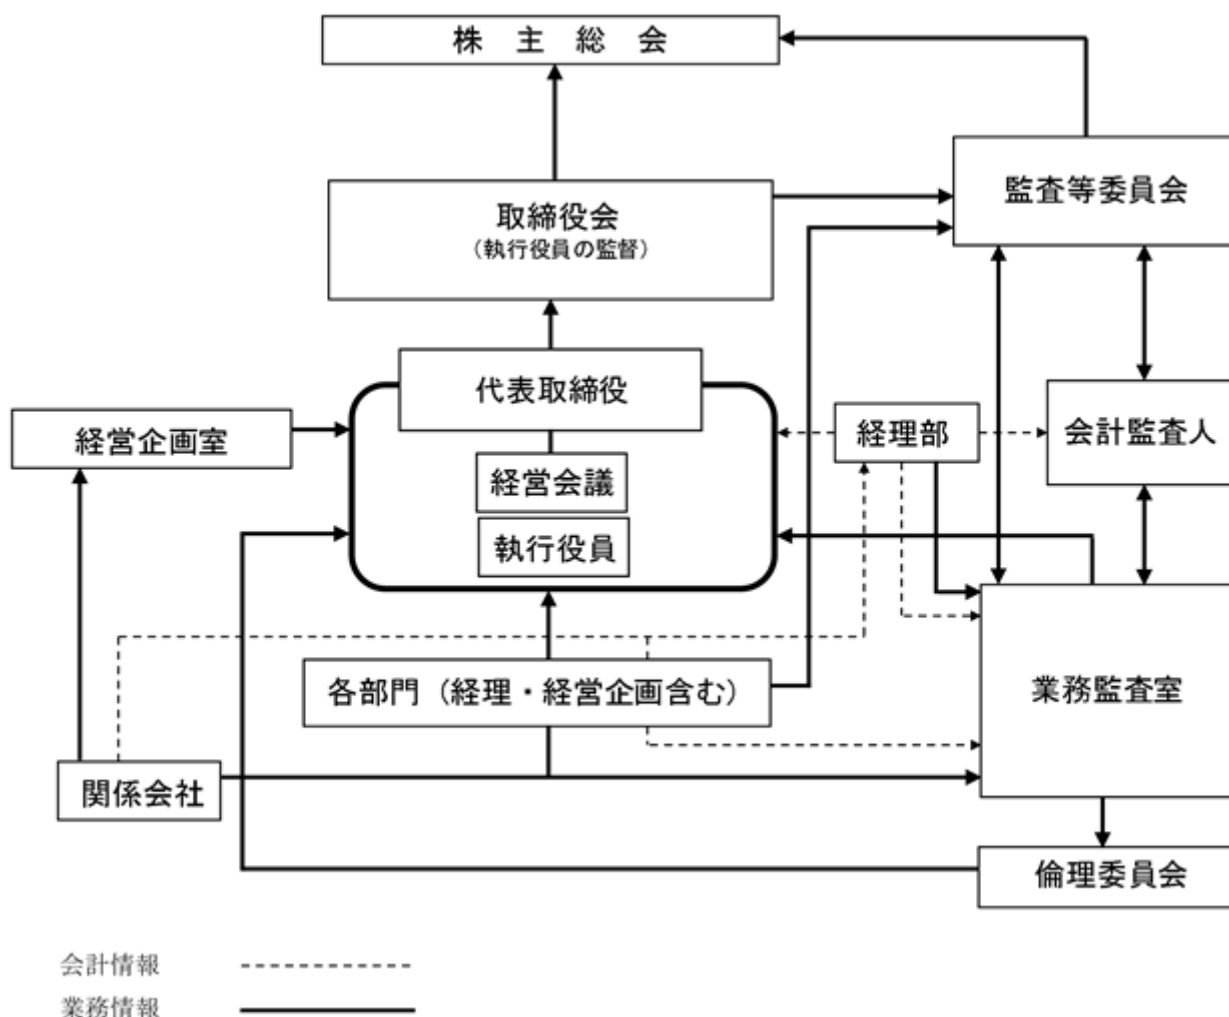 株 主 総 会
監査等委員会
取締役会
(執行役員の監督)
代表取締役
経営企画室
経理部
会計監査人
経営会議
執行役員
各部門(経理・経営企画含む)
業務監査室
関係会社
倫理委員会
会計情報
業務情報